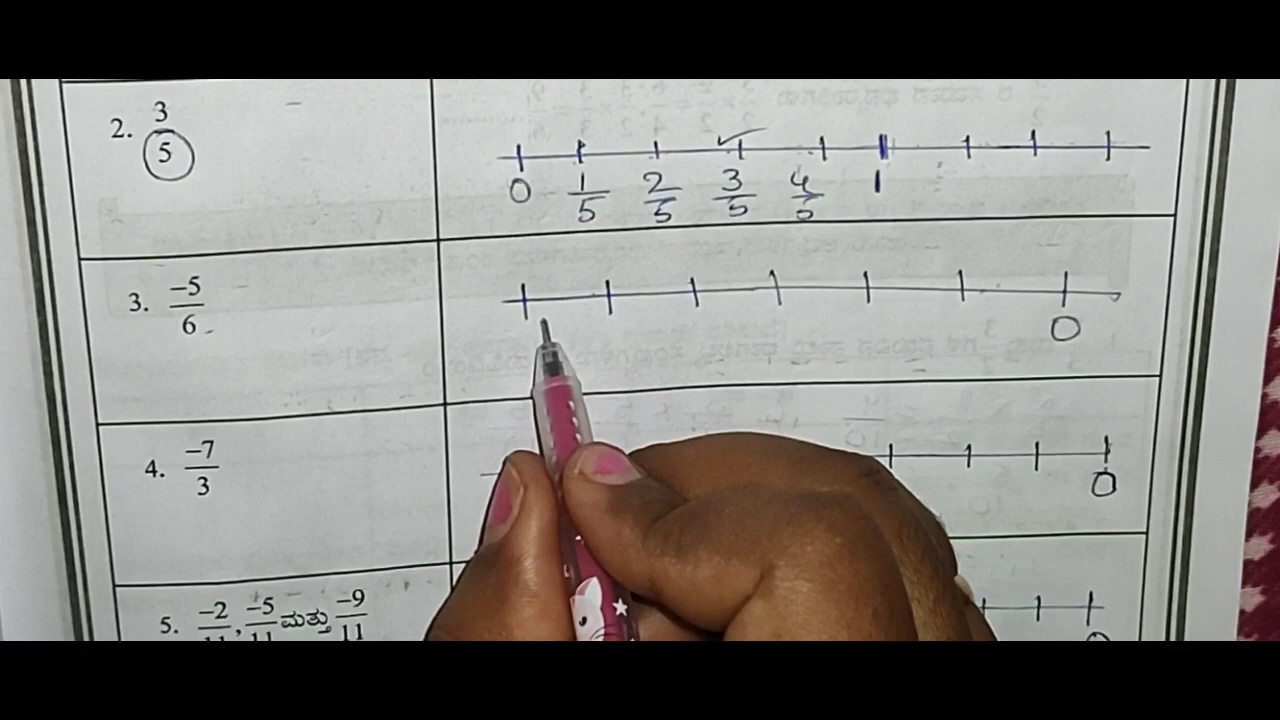 2. 3/5
0 1/5 2/5 3/5 4/5 1
3. -5/6
0
4. -7/3
0
5. -2/11, -5/11 ಮತ್ತು -9/11